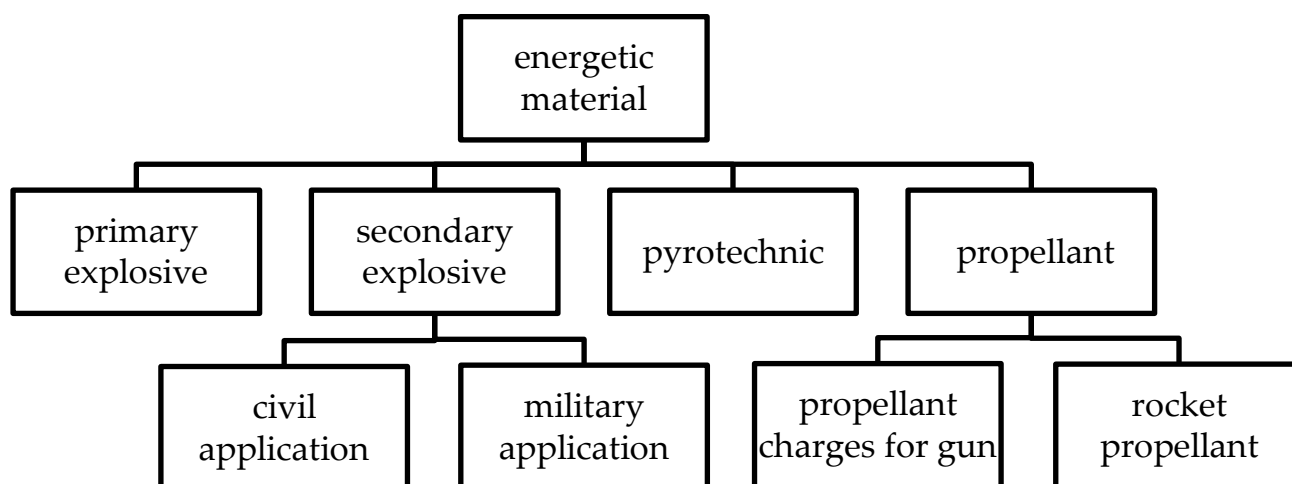 energetic
material
primary
explosive
secondary
explosive
pyrotechnic
propellant
civil
application
military
application
propellant
charges for gun
rocket
propellant